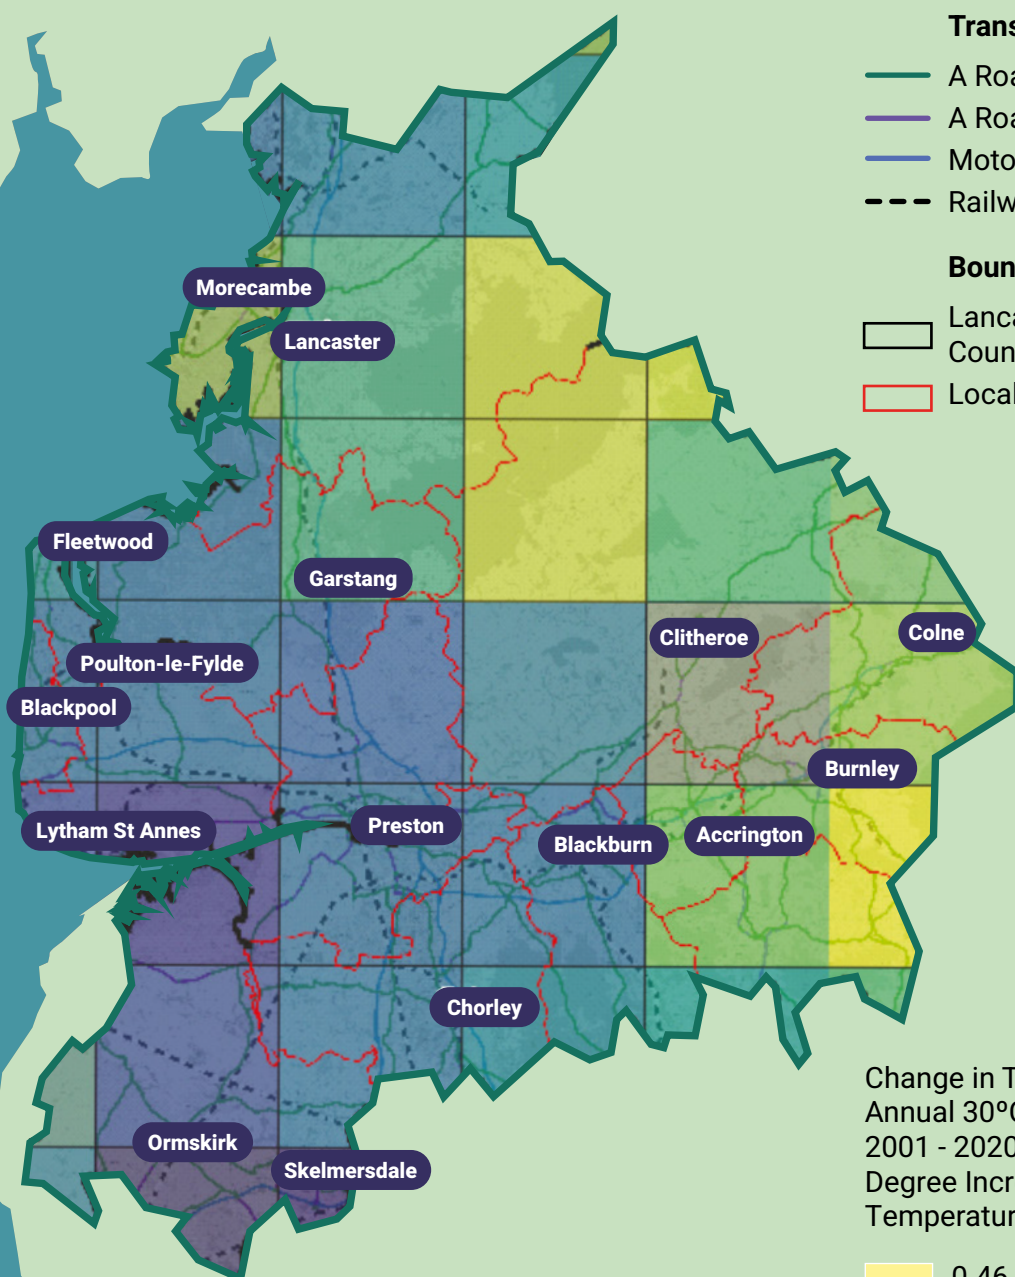 Trans
A Roa
A Roa
Moto
Railw
Boun
Lanca
Coun
Local
Morecambe
Lancaster
Fleetwood
Garstang
Clitheroe
Colne
Poulton-le-Fylde
Blackpool
Burnley
Lytham St Annes
Preston
Blackburn
Accrington
Chorley
Ormskirk
Skelmersdale
Change in T
Annual 30ºC
2001 - 2020
Degree Incr
Temperatur
0.46